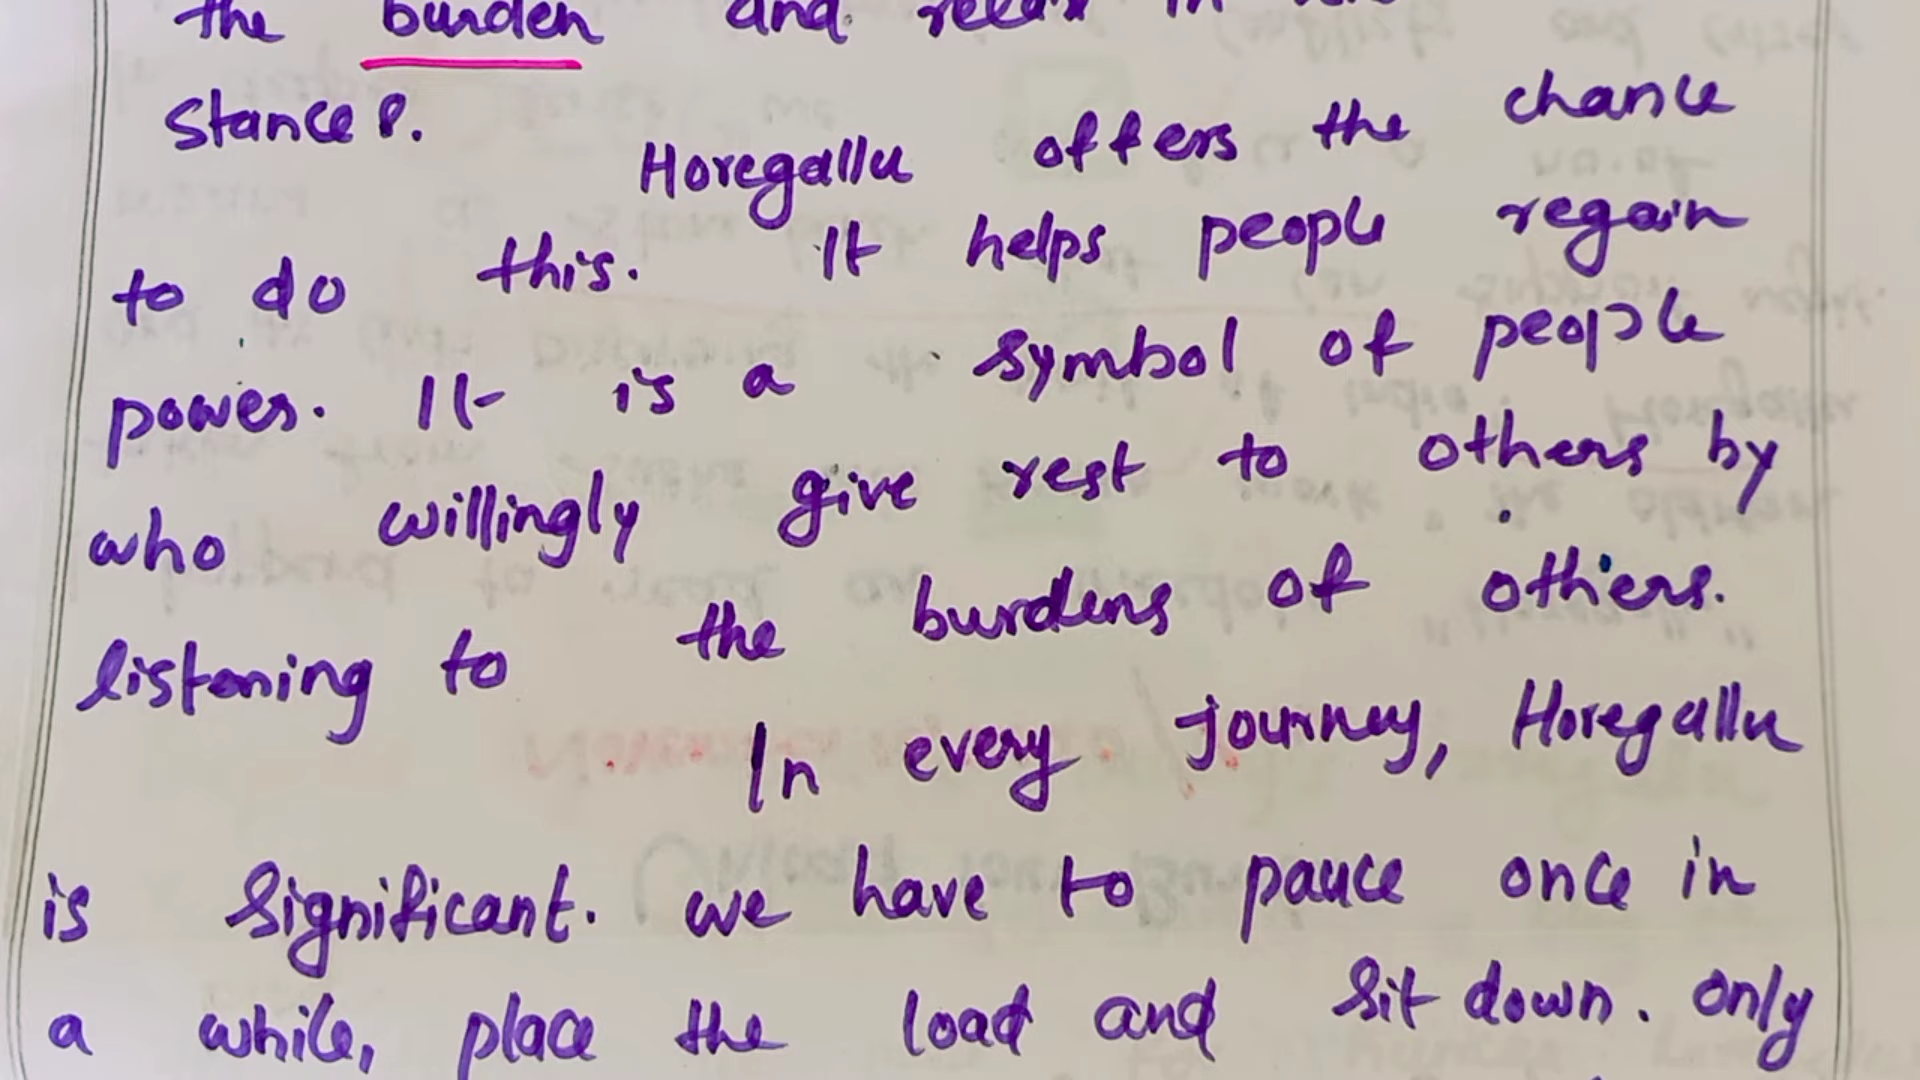 the burden and relax in
stance?.
Horegallu offers the chance
to do this. It helps people regain
power. It is a symbol of people
who willingly give rest to others by
listening to the burdens of others.
In every journey, Horegallu
is significant. we have to pauce once in
a while, place the load and sit down. only